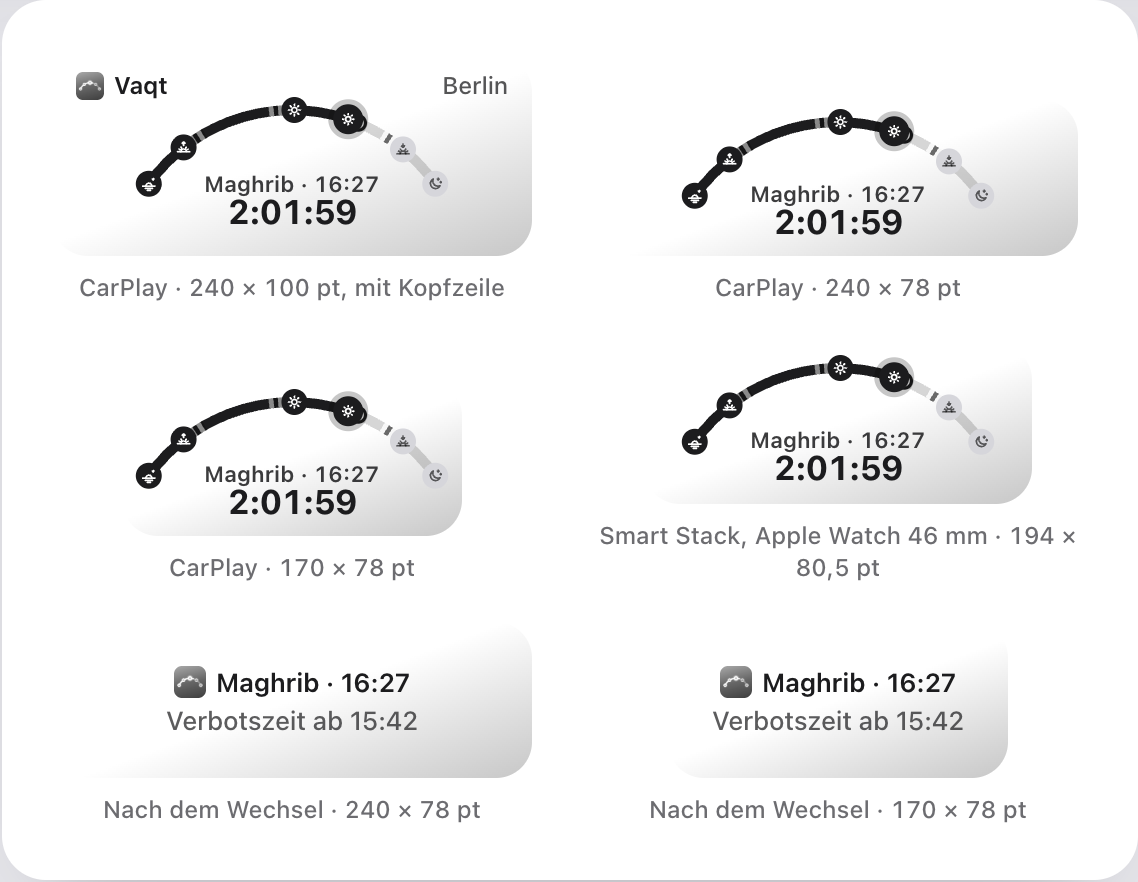 Vaqt
Berlin
Maghrib · 16:27
2:01:59
CarPlay · 240 × 100 pt, mit Kopfzeile
Maghrib · 16:27
2:01:59
CarPlay · 240 × 78 pt
Maghrib · 16:27
2:01:59
CarPlay · 170 × 78 pt
Maghrib · 16:27
2:01:59
Smart Stack, Apple Watch 46 mm · 194 ×
80,5 pt
Maghrib · 16:27
Verbotszeit ab 15:42
Nach dem Wechsel · 240 × 78 pt
Maghrib · 16:27
Verbotszeit ab 15:42
Nach dem Wechsel · 170 × 78 pt